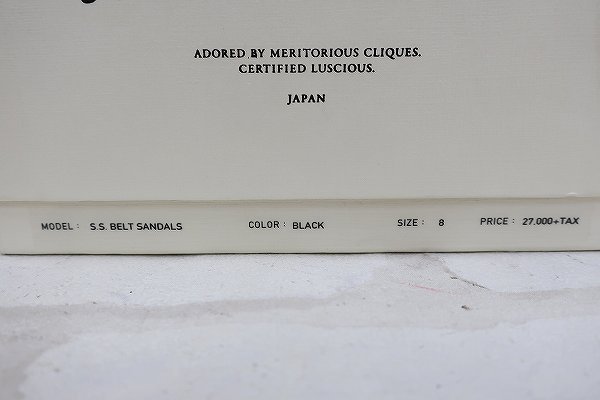 ADORED BY MERITORIOUS CLIQUES.
CERTIFIED LUSCIOUS.
JAPAN
MODEL : S.S. BELT SANDALS COLOR : BLACK SIZE : 8 PRICE : 27,000+TAX